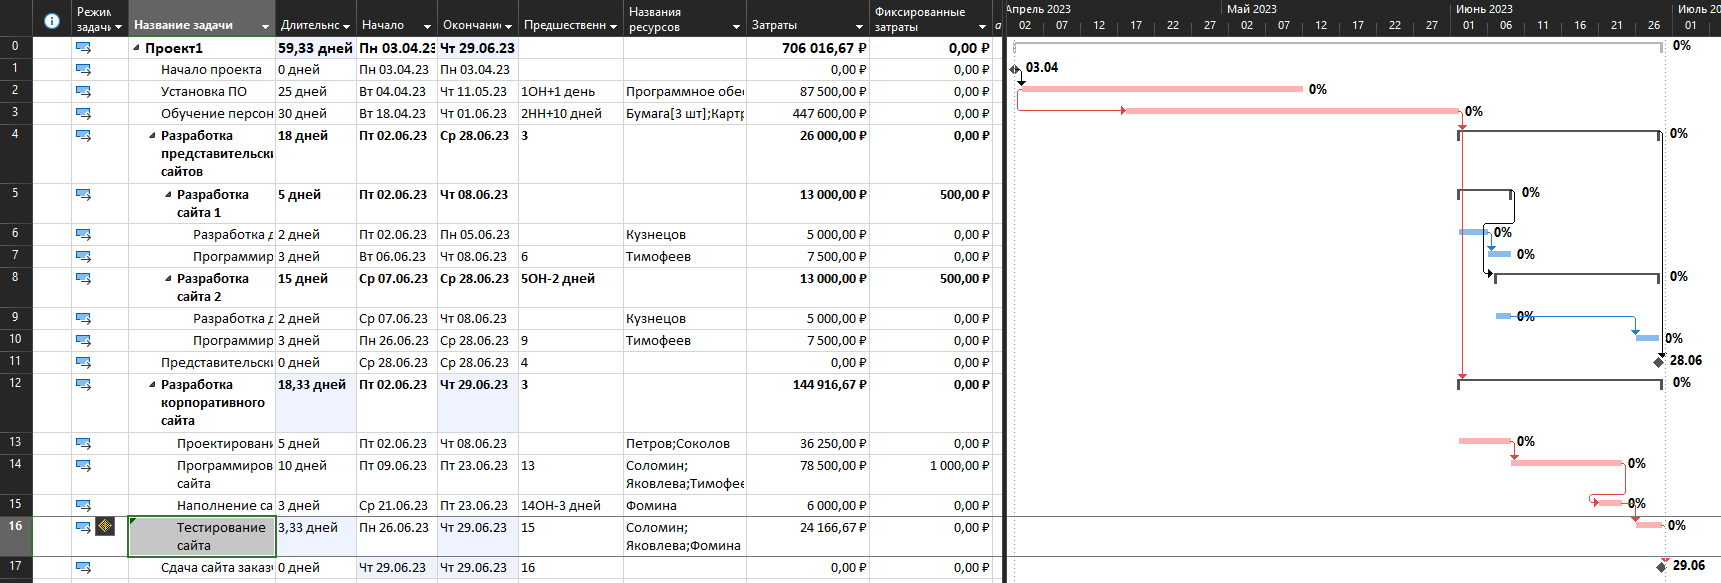 Режим задачи	Название задачи	Длительнс	Начало	Окончани	Предшественн	Названия ресурсов	Затраты	Фиксированные затраты
Апрель 2023	Май 2023	Июнь 2023	Июль 20
02	07	12	17	22	27	02	07	12	17	22	27	01	06	11	16	21	26	01
0	Проект1	59,33 дней	Пн 03.04.23	Чт 29.06.23	706 016,67 ₽	0,00 ₽	0%
1	Начало проекта	0 дней	Пн 03.04.23	Пн 03.04.23	0,00 ₽	0,00 ₽	03.04
2	Установка ПО	25 дней	Вт 04.04.23	Чт 11.05.23	1ОН+1 день	Программное обес	87 500,00 ₽	0,00 ₽	0%
3	Обучение персон	30 дней	Вт 18.04.23	Чт 01.06.23	2НН+10 дней	Бумага[3 шт];Картр	447 600,00 ₽	0,00 ₽	0%
4	Разработка представительски сайтов	18 дней	Пт 02.06.23	Ср 28.06.23	3	26 000,00 ₽	0,00 ₽	0%
5	Разработка сайта 1	5 дней	Пт 02.06.23	Чт 08.06.23	13 000,00 ₽	500,00 ₽	0%
6	Разработка д	2 дней	Пт 02.06.23	Пн 05.06.23	Кузнецов	5 000,00 ₽	0,00 ₽	0%
7	Программир	3 дней	Вт 06.06.23	Чт 08.06.23	6	Тимофеев	7 500,00 ₽	0,00 ₽	0%
8	Разработка сайта 2	15 дней	Ср 07.06.23	Ср 28.06.23	5ОН-2 дней	13 000,00 ₽	500,00 ₽	0%
9	Разработка д	2 дней	Ср 07.06.23	Чт 08.06.23	Кузнецов	5 000,00 ₽	0,00 ₽	0%
10	Программир	3 дней	Пн 26.06.23	Ср 28.06.23	9	Тимофеев	7 500,00 ₽	0,00 ₽	0%
11	Представительски	0 дней	Ср 28.06.23	Ср 28.06.23	4	0,00 ₽	0,00 ₽	28.06
12	Разработка корпоративного сайта	18,33 дней	Пт 02.06.23	Чт 29.06.23	3	144 916,67 ₽	0,00 ₽	0%
13	Проектировани	5 дней	Пт 02.06.23	Чт 08.06.23	Петров;Соколов	36 250,00 ₽	0,00 ₽	0%
14	Программиров сайта	10 дней	Пт 09.06.23	Пт 23.06.23	13	Соломин; Яковлева;Тимофее	78 500,00 ₽	1 000,00 ₽	0%
15	Наполнение са	3 дней	Ср 21.06.23	Пт 23.06.23	14ОН-3 дней	Фомина	6 000,00 ₽	0,00 ₽	0%
16	Тестирование сайта	3,33 дней	Пн 26.06.23	Чт 29.06.23	15	Соломин; Яковлева;Фомина	24 166,67 ₽	0,00 ₽	0%
17	Сдача сайта заказч	0 дней	Чт 29.06.23	Чт 29.06.23	16	0,00 ₽	0,00 ₽	29.06